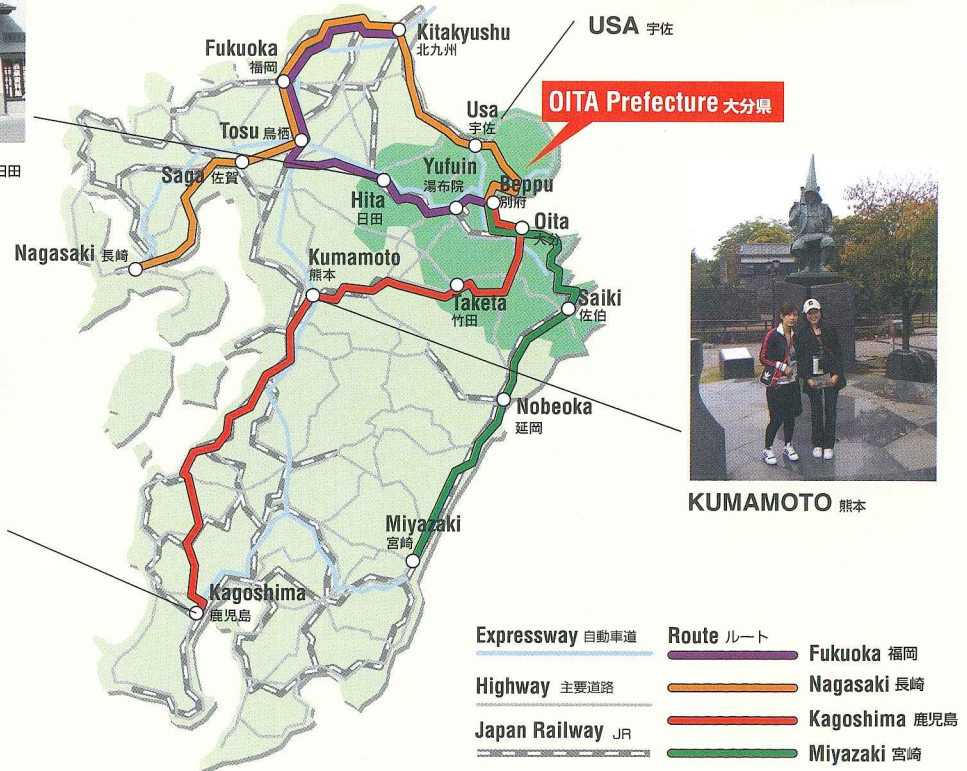 USA 宇佐
OITA Prefecture 大分県
Kitakyushu
北九州
Fukuoka
福岡
Usa
宇佐
Tosu 鳥栖
日田
Saga 佐賀
Yufuin
湯布院
Beppu
別府
Hita
日田
Oita
大分
Nagasaki 長崎
Kumamoto
熊本
Taketa
竹田
Saiki
佐伯
Nobeoka
延岡
KUMAMOTO 熊本
Miyazaki
宮崎
Kagoshima
鹿児島
Expressway 自動車道
Highway 主要道路
Japan Railway JR
Route ルート
Fukuoka 福岡
Nagasaki 長崎
Kagoshima 鹿児島
Miyazaki 宮崎